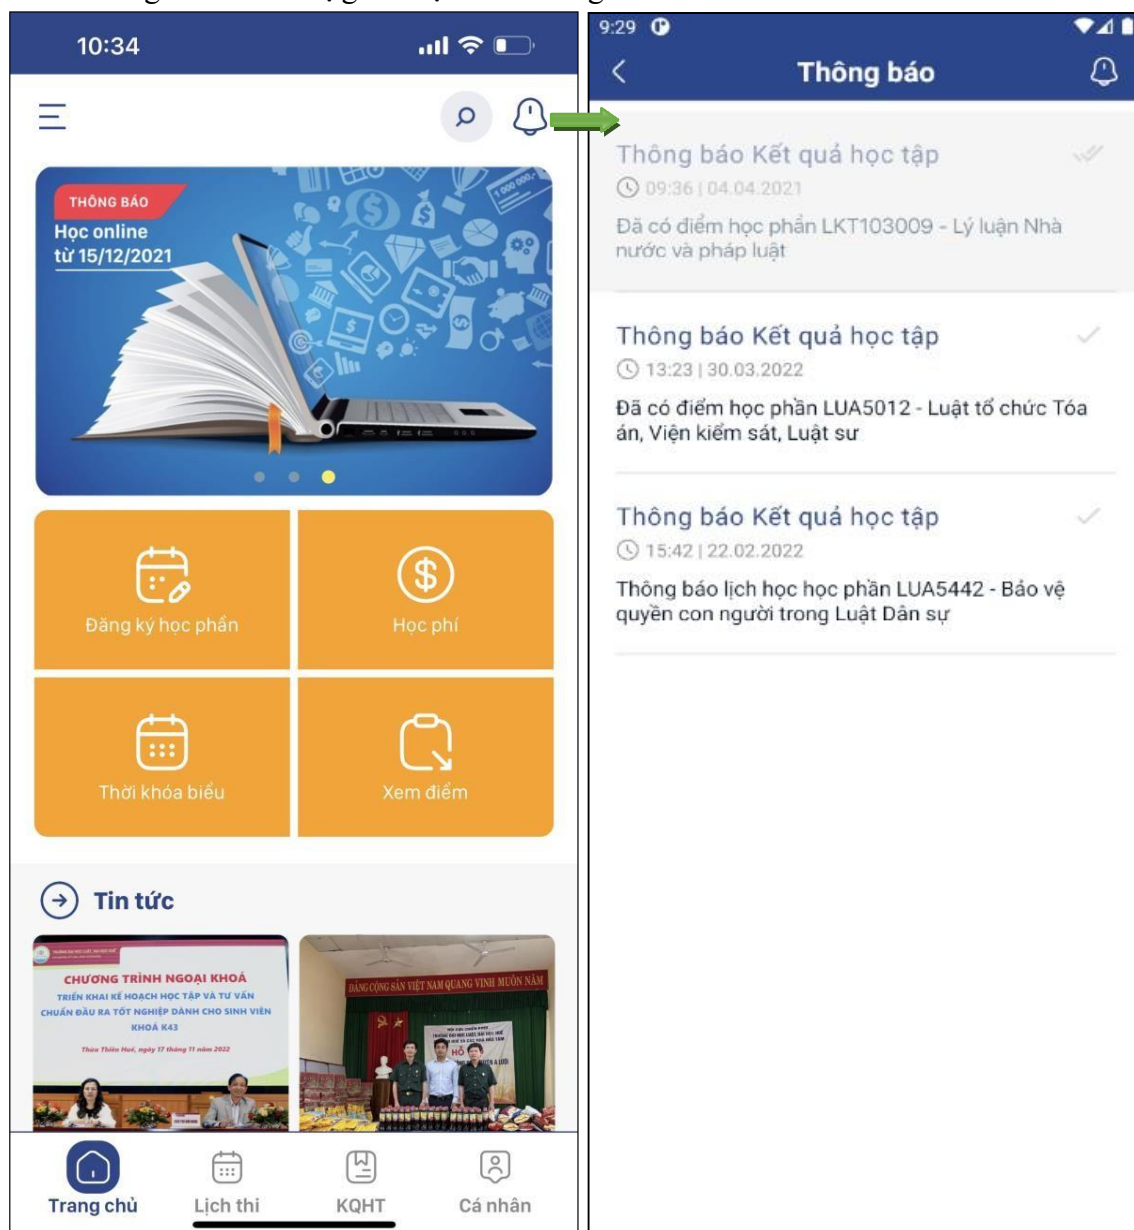 10:34
THÔNG BÁO
Học online
từ 15/12/2021
Đăng ký học phần
Học phí
Thời khóa biểu
Xem điểm
Tin tức
CHƯƠNG TRÌNH NGOẠI KHOÁ
TRIỂN KHAI KẾ HOẠCH HỌC TẬP VÀ TƯ VẤN
CHUẨN ĐẦU RA TỐT NGHIỆP DÀNH CHO SINH VIÊN
KHOÁ K43
Thừa Thiên Huế, ngày 17 tháng 11 năm 2022
ĐẢNG CỘNG SẢN VIỆT NAM QUANG VINH MUÔN NĂM
Trang chủ
Lịch thi
KQHT
Cá nhân
9:29
Thông báo
Thông báo Kết quả học tập
09:36 | 04.04.2021
Đã có điểm học phần LKT103009 - Lý luận Nhà
nước và pháp luật
Thông báo Kết quả học tập
13:23 | 30.03.2022
Đã có điểm học phần LUA5012 - Luật tổ chức Tóa
án, Viện kiểm sát, Luật sư
Thông báo Kết quả học tập
15:42 | 22.02.2022
Thông báo lịch học học phần LUA5442 - Bảo vệ
quyền con người trong Luật Dân sự